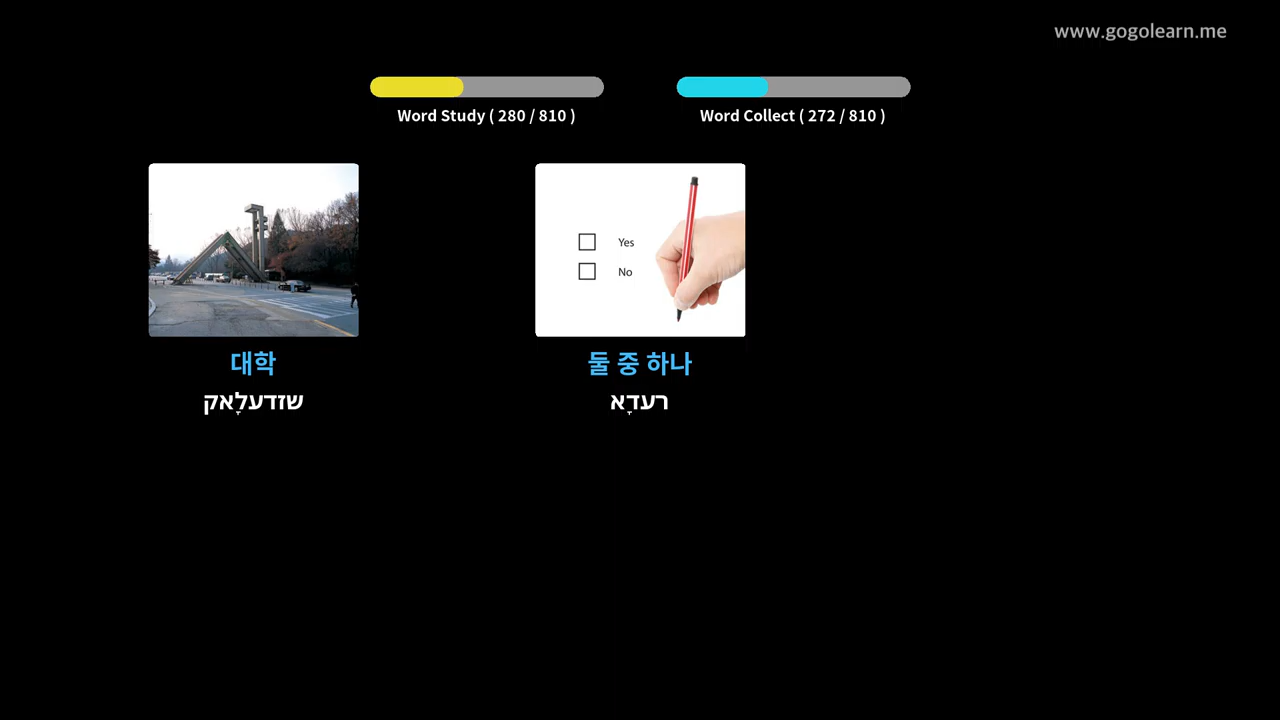 www.gogolearn.me
Word Study ( 280 / 810 )
Word Collect ( 272 / 810 )
Yes
No
대학
שזדעלָאק
둘 중 하나
רעדָא